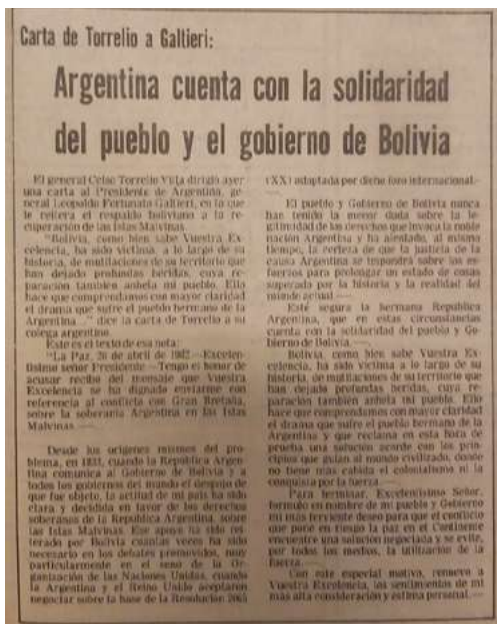 Carta de Torrelio a Galtieri:
Argentina cuenta con la solidaridad
del pueblo y el gobierno de Bolivia
El general Celso Torrelio Villa dirigió ayer
una carta al Presidente de Argentina, ge-
neral Leopoldo Fortunato Galtieri, en la que
le reitera el respaldo boliviano a la re-
cuperación de las Islas Malvinas.
"Bolivia, como bien sabe Vuestra Ex-
celencia, ha sido víctima a lo largo de su
historia, de mutilaciones de su territorio que
han dejado profundas heridas, cuya re-
paración también anhela mi pueblo. Ello
hace que comprendamos con mayor claridad
el drama que sufre el pueblo hermano de la
Argentina..." dice la carta de Torrelio a su
colega argentino.
Este es el texto de esa nota:
"La Paz, 26 de abril de 1982.- Excelen-
tísimo señor Presidente.- Tengo el honor de
acusar recibo del mensaje que Vuestra
Excelencia se ha dignado enviarme con
referencia al conflicto con Gran Bretaña,
sobre la soberanía Argentina en las Islas
Malvinas.
Desde los orígenes mismos del pro-
blema, en 1833, cuando la República Argen-
tina comunica al Gobierno de Bolivia y a
todos los gobiernos del mundo el despojo de
que fue objeto, la actitud de mi país ha sido
clara y decidida en favor de los derechos
soberanos de la República Argentina, sobre
las Islas Malvinas. Ese apoyo ha sido rei-
terado por Bolivia cuantas veces ha sido
necesario en los debates promovidos, muy
particularmente en el seno de la Or-
ganización de las Naciones Unidas, cuando
la Argentina y el Reino Unido aceptaron
negociar sobre la base de la Resolución 2065
(XX) adoptada por dicho foro internacional.-
El pueblo y Gobierno de Bolivia nunca
han tenido la menor duda sobre la le-
gitimidad de los derechos que invoca la noble
nación Argentina y ha alentado, al mismo
tiempo, la certeza de que la justicia de la
causa Argentina se impondrá sobre los es-
fuerzos para prolongar un estado de cosas
superado por la historia y la realidad del
mundo actual.-
Esté segura la hermana República
Argentina, que en estas circunstancias
cuenta con la solidaridad del pueblo y Go-
bierno de Bolivia.-
Bolivia, como bien sabe Vuestra Ex-
celencia, ha sido víctima a lo largo de su
historia, de mutilaciones de su territorio que
han dejado profundas heridas, cuya re-
paración también anhela mi pueblo. Ello
hace que comprendamos con mayor claridad
el drama que sufre el pueblo hermano de la
Argentina y que reclama en esta hora de
prueba una solución acorde con los prin-
cipios que guían al mundo civilizado, donde
no tiene más cabida el colonialismo ni la
conquista por la fuerza.-
Para terminar, Excelentísimo Señor,
formulo en nombre de mi pueblo y Gobierno
mi más ferviente deseo para que el conflicto
que pone en riesgo la paz en el Continente
encuentre una solución negociada y se evite,
por todos los medios, la utilización de la
fuerza.-
Con este especial motivo, renuevo a
Vuestra Excelencia, los sentimientos de mi
más alta consideración y estima personal.-